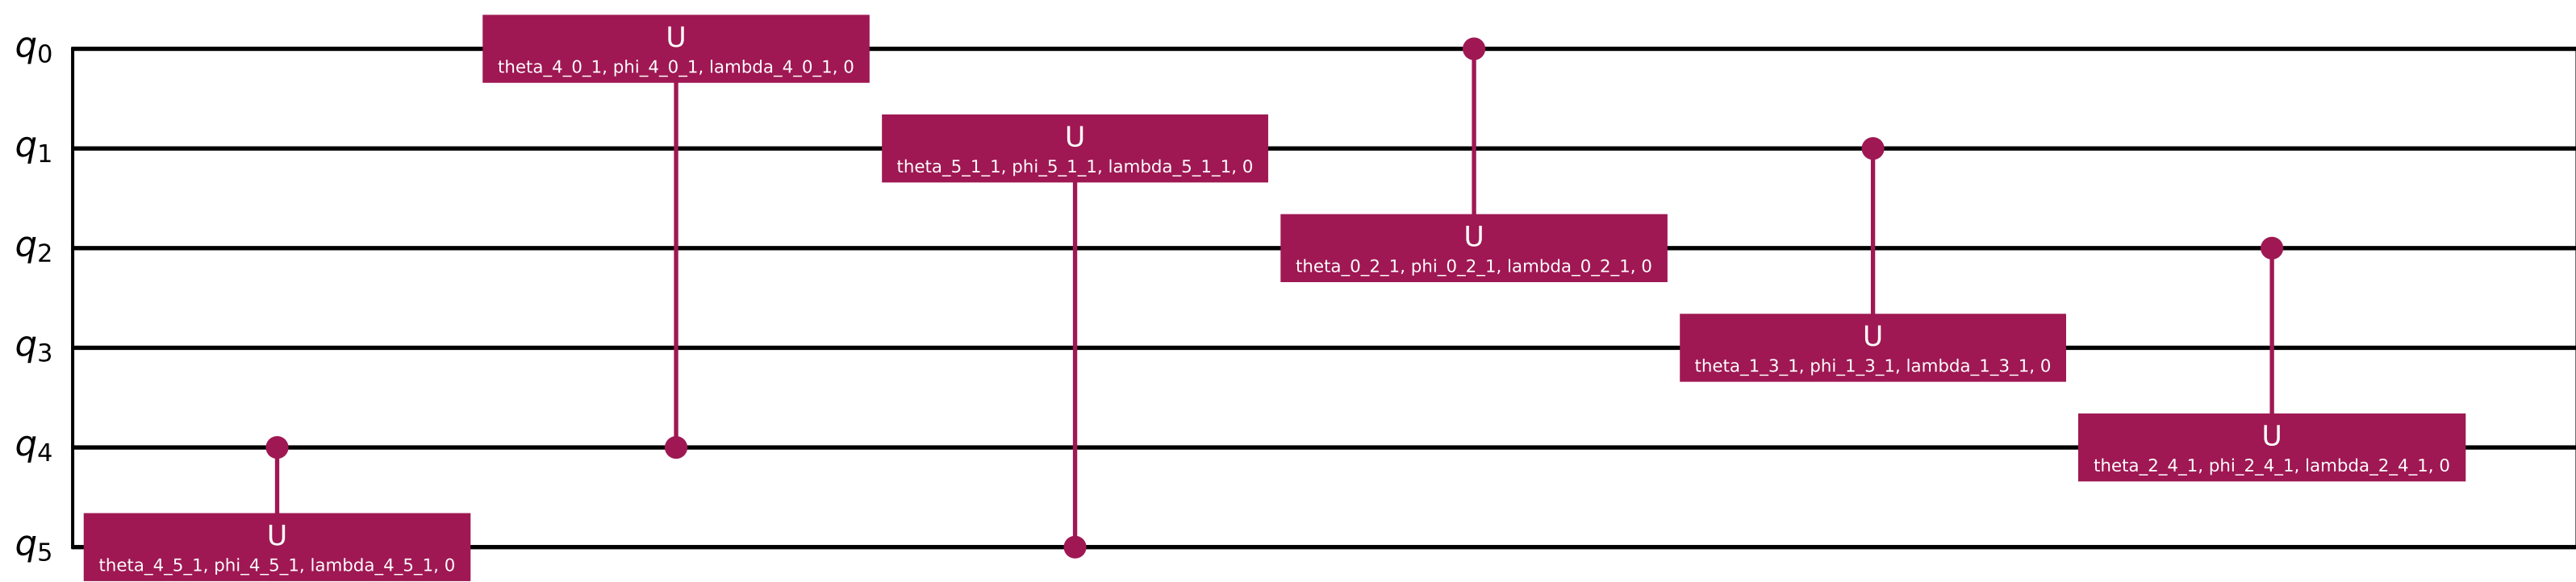 q0
U
theta_4_0_1, phi_4_0_1, lambda_4_0_1, 0
q1
U
theta_5_1_1, phi_5_1_1, lambda_5_1_1, 0
q2
U
theta_0_2_1, phi_0_2_1, lambda_0_2_1, 0
q3
U
theta_1_3_1, phi_1_3_1, lambda_1_3_1, 0
q4
U
theta_2_4_1, phi_2_4_1, lambda_2_4_1, 0
q5
U
theta_4_5_1, phi_4_5_1, lambda_4_5_1, 0